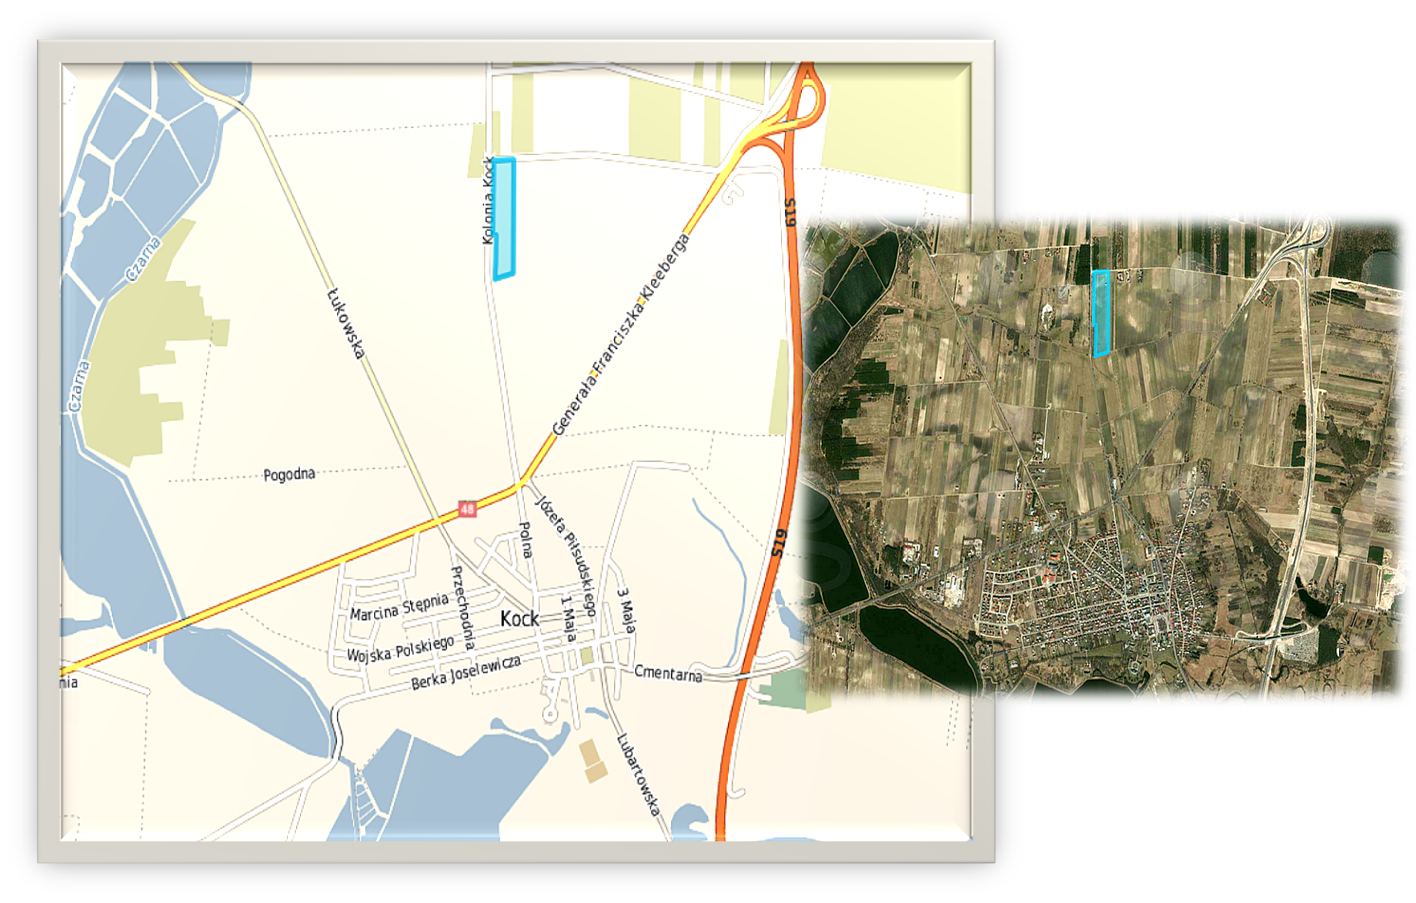 Kolonia Kock
S19
Generała Franciszka Kleeberga
Czarna
Łukowska
Czarna
Pogodna
48
S19
Polna
Józefa Piłsudskiego
Przechodnia
Marcina Stępnia
1 Maja
3 Maja
Kock
Wojska Polskiego
Berka Joselewicza
Cmentarna
nia
Lubartowska